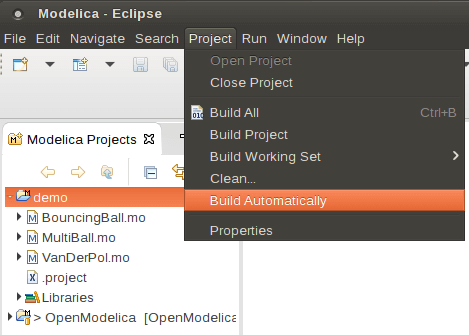 Modelica - Eclipse
File Edit Navigate Search Project Run Window Help
Open Project
Close Project
010
Build All Ctrl+B
Build Project
Build Working Set
Clean...
Build Automatically
Properties
Modelica Projects
demo
M BouncingBall.mo
M MultiBall.mo
M VanDerPol.mo
X .project
Libraries
> OpenModelica [OpenModelica